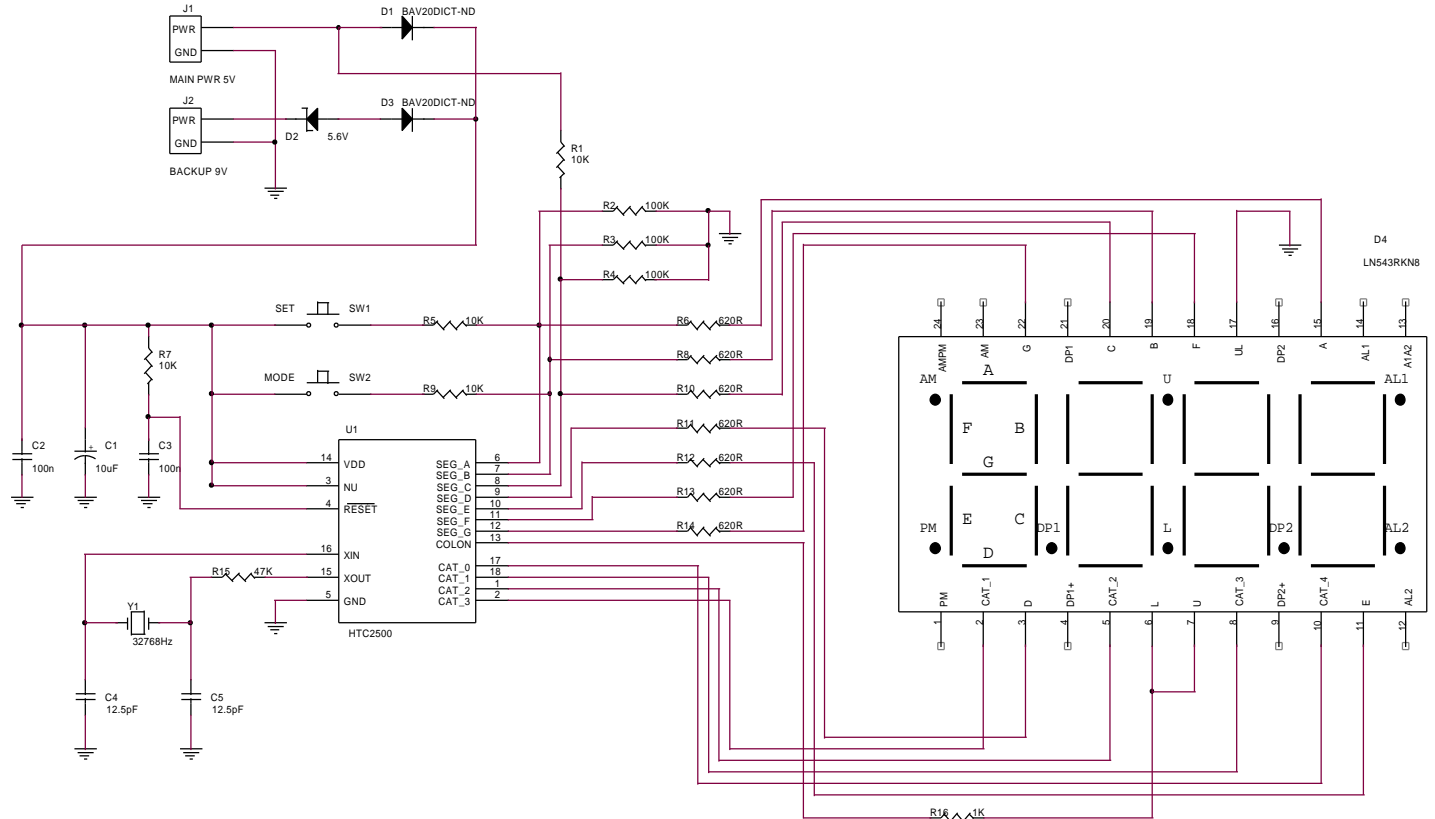 J1
PWR
GND
MAIN PWR 5V
J2
PWR
GND
BACKUP 9V
D1 BAV20DICT-ND
D3 BAV20DICT-ND
D2 5.6V
R1
10K
R2 100K
R3 100K
R4 100K
SET SW1
R5 10K
MODE SW2
R9 10K
R7
10K
C2
100n
C1
+
10uF
C3
100n
R6 620R
R8 620R
R10 620R
R11 620R
R12 620R
R13 620R
R14 620R
U1
14 VDD
3 NU
4 RESET
16 XIN
15 XOUT
5 GND
SEG_A 6
SEG_B 7
SEG_C 8
SEG_D 9
SEG_E 10
SEG_F 11
SEG_G 12
COLON 13
CAT_0 17
CAT_1 18
CAT_2 1
CAT_3 2
HTC2500
R15 47K
Y1
32768Hz
C4
12.5pF
C5
12.5pF
D4
LN543RKN8
24 23 22 21 20 19 18 17 16 15 14 13
AMPM AM G DP1 C B F UL DP2 A AL1 A1A2
AM A U AL1
F B
G
PM E C DP1 L DP2 AL2
D
PM CAT_1 D DP1+ CAT_2 L U CAT_3 DP2+ CAT_4 E AL2
1 2 3 4 5 6 7 8 9 10 11 12
R16 1K